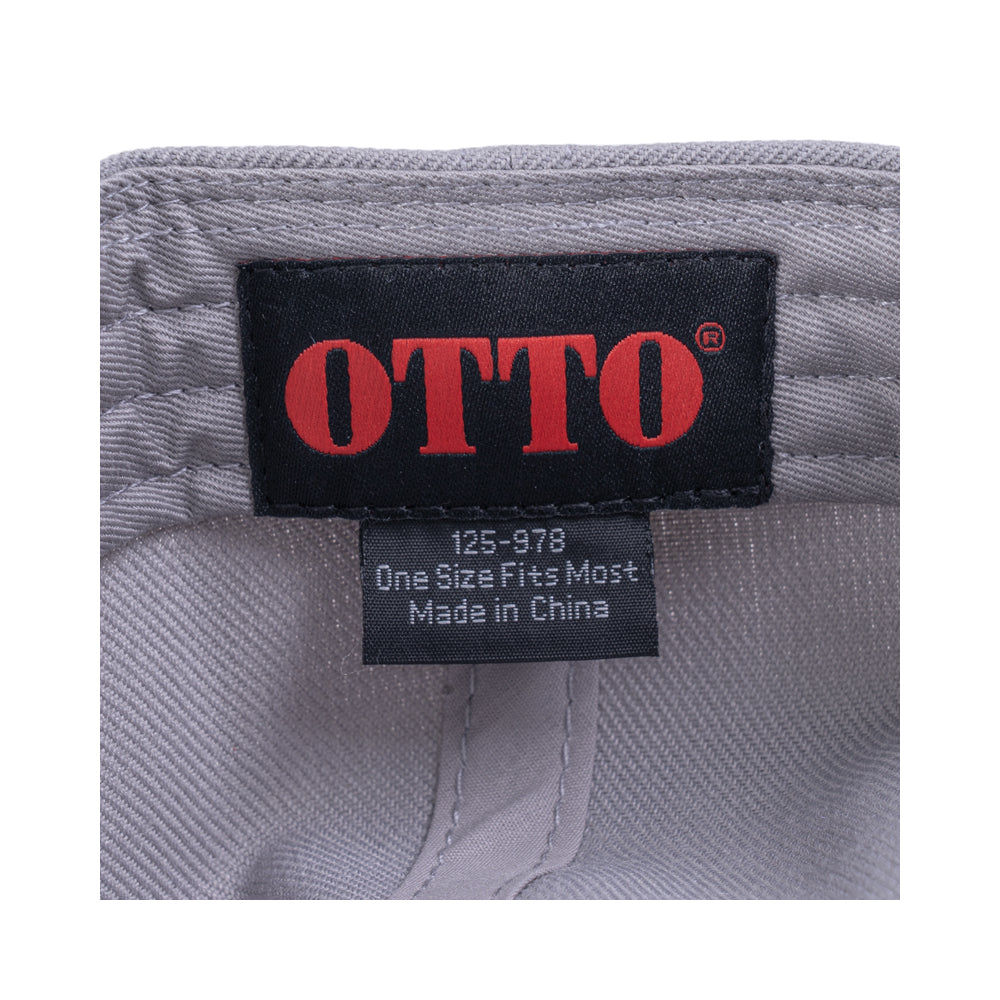 OTTO®
125-978
One Size Fits Most
Made in China